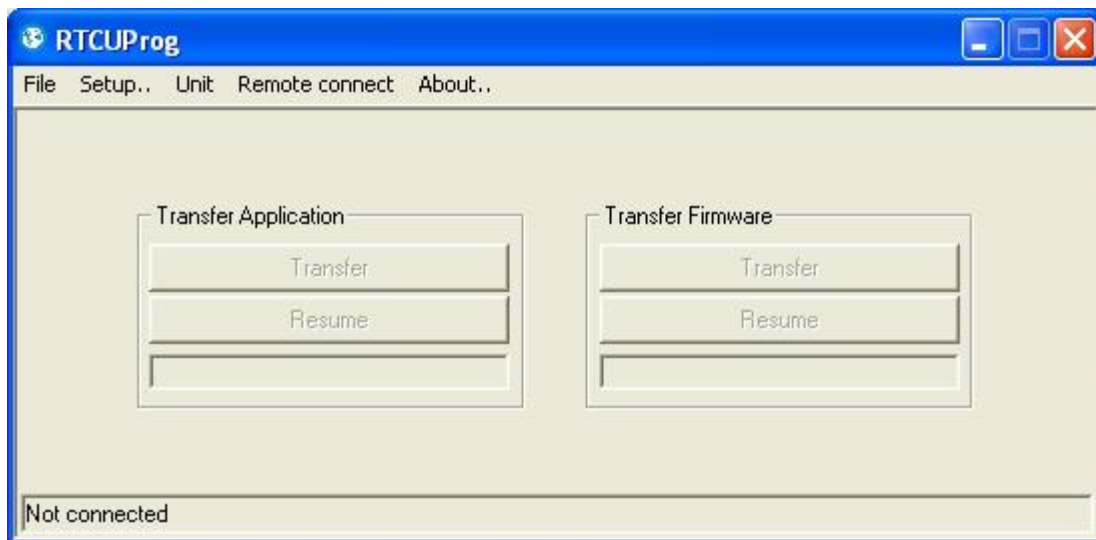 RTCUProg
File Setup.. Unit Remote connect About..
Transfer Application
Transfer
Resume
Transfer Firmware
Transfer
Resume
Not connected